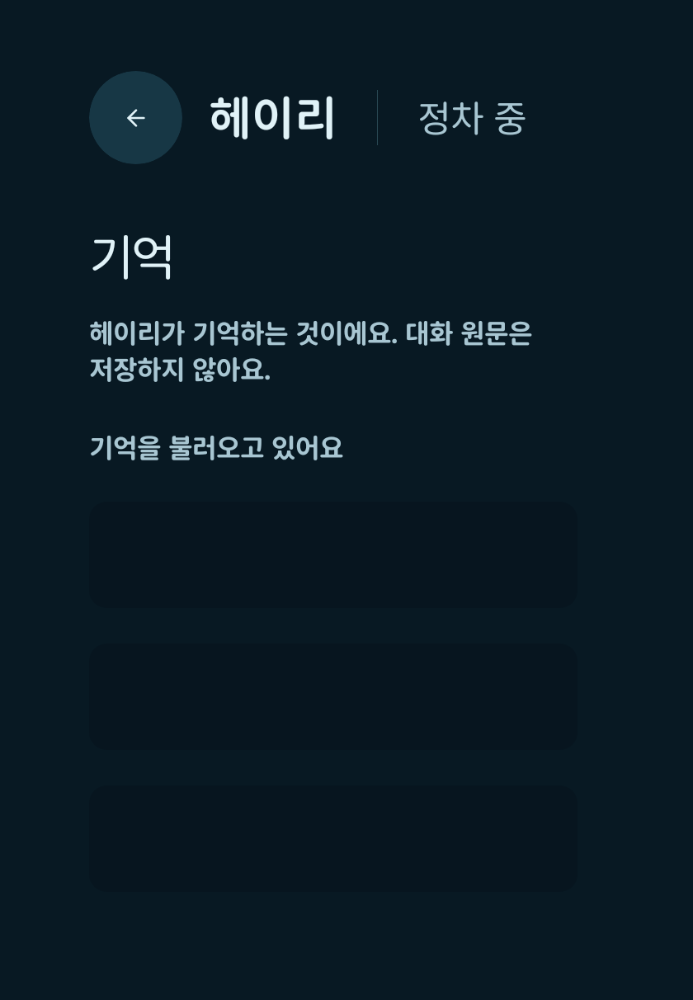 헤이리
정차 중
기억
헤이리가 기억하는 것이에요. 대화 원문은
저장하지 않아요.
기억을 불러오고 있어요